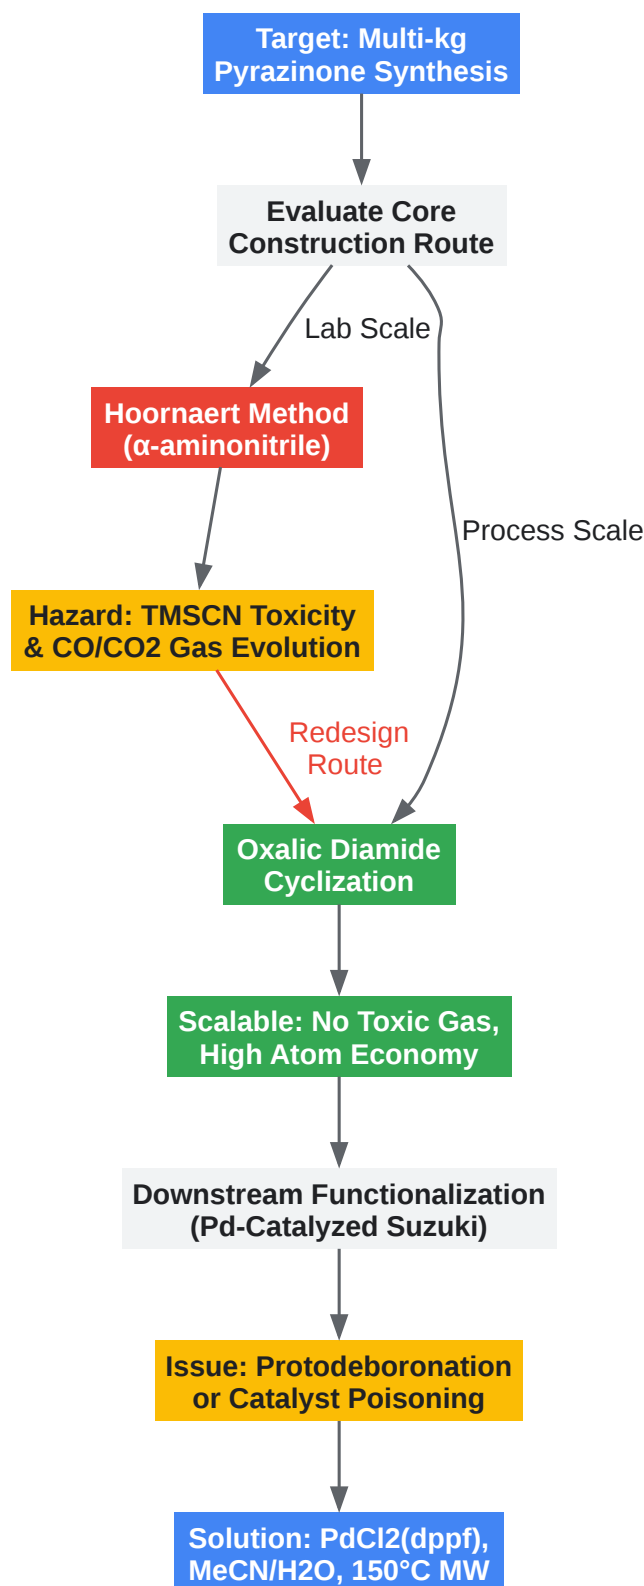 Target: Multi-kg
Pyrazinone Synthesis
Evaluate Core
Construction Route
Lab Scale
Hoornaert Method
(α-aminonitrile)
Process Scale
Hazard: TMSCN Toxicity
& CO/CO2 Gas Evolution
Redesign
Route
Oxalic Diamide
Cyclization
Scalable: No Toxic Gas,
High Atom Economy
Downstream Functionalization
(Pd-Catalyzed Suzuki)
Issue: Protodeboronation
or Catalyst Poisoning
Solution: PdCl2(dppf),
MeCN/H2O, 150°C MW